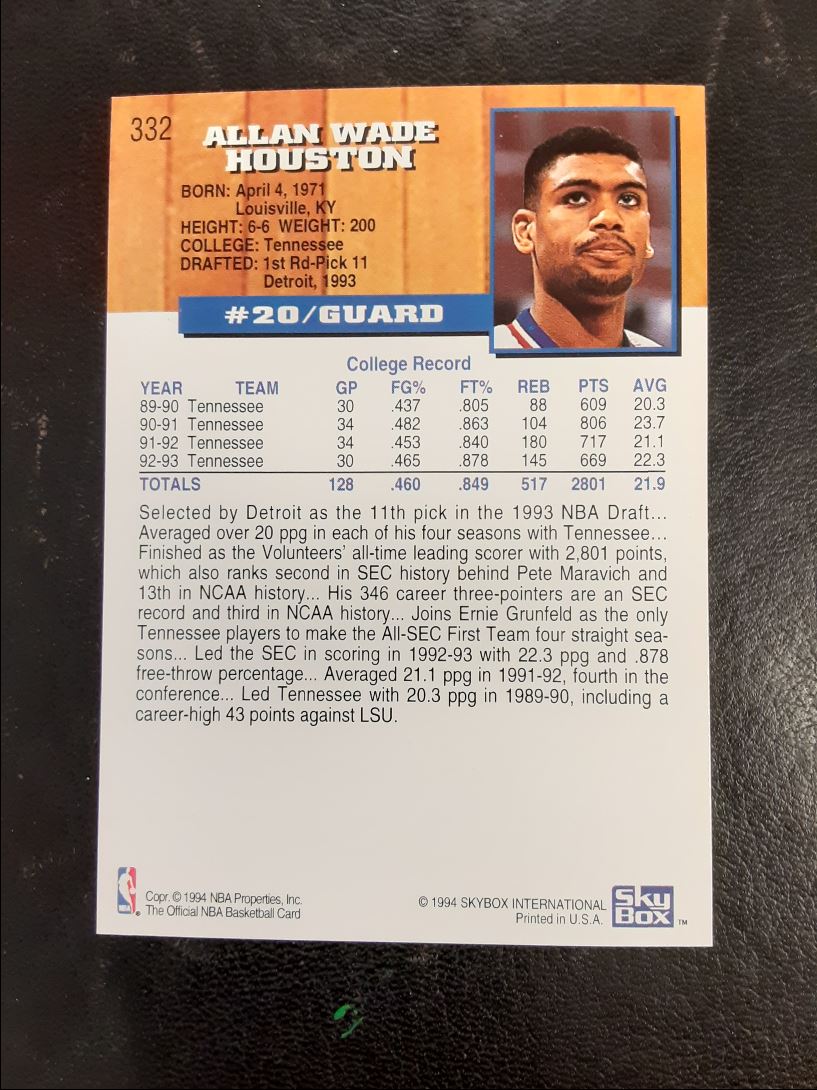 332
ALLAN WADE
HOUSTON
BORN: April 4, 1971
Louisville, KY
HEIGHT: 6-6 WEIGHT: 200
COLLEGE: Tennessee
DRAFTED: 1st Rd-Pick 11
Detroit, 1993
#20/GUARD
College Record
YEAR TEAM GP FG% FT% REB PTS AVG
89-90 Tennessee 30 .437 .805 88 609 20.3
90-91 Tennessee 34 .482 .863 104 806 23.7
91-92 Tennessee 34 .453 .840 180 717 21.1
92-93 Tennessee 30 .465 .878 145 669 22.3
TOTALS 128 .460 .849 517 2801 21.9
Selected by Detroit as the 11th pick in the 1993 NBA Draft...
Averaged over 20 ppg in each of his four seasons with Tennessee...
Finished as the Volunteers' all-time leading scorer with 2,801 points,
which also ranks second in SEC history behind Pete Maravich and
13th in NCAA history... His 346 career three-pointers are an SEC
record and third in NCAA history... Joins Ernie Grunfeld as the only
Tennessee players to make the All-SEC First Team four straight sea-
sons... Led the SEC in scoring in 1992-93 with 22.3 ppg and .878
free-throw percentage... Averaged 21.1 ppg in 1991-92, fourth in the
conference... Led Tennessee with 20.3 ppg in 1989-90, including a
career-high 43 points against LSU.
NBA
Copr. © 1994 NBA Properties, Inc.
The Official NBA Basketball Card
© 1994 SKYBOX INTERNATIONAL
Printed in U.S.A.
Sky
Box ™